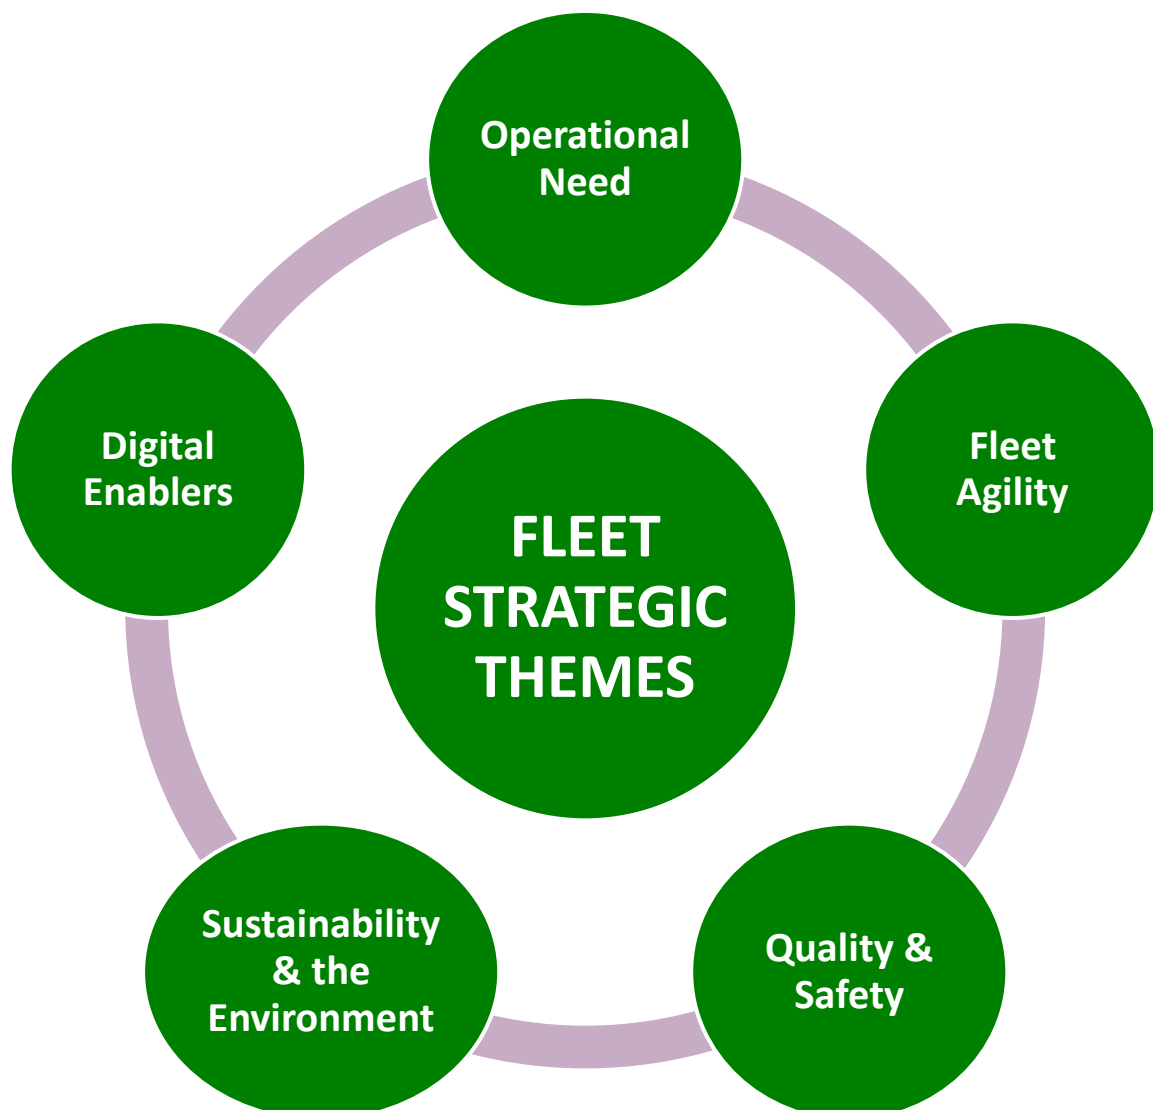 Operational
Need
Digital
Enablers
Fleet
Agility
FLEET
STRATEGIC
THEMES
Sustainability
& the
Environment
Quality &
Safety